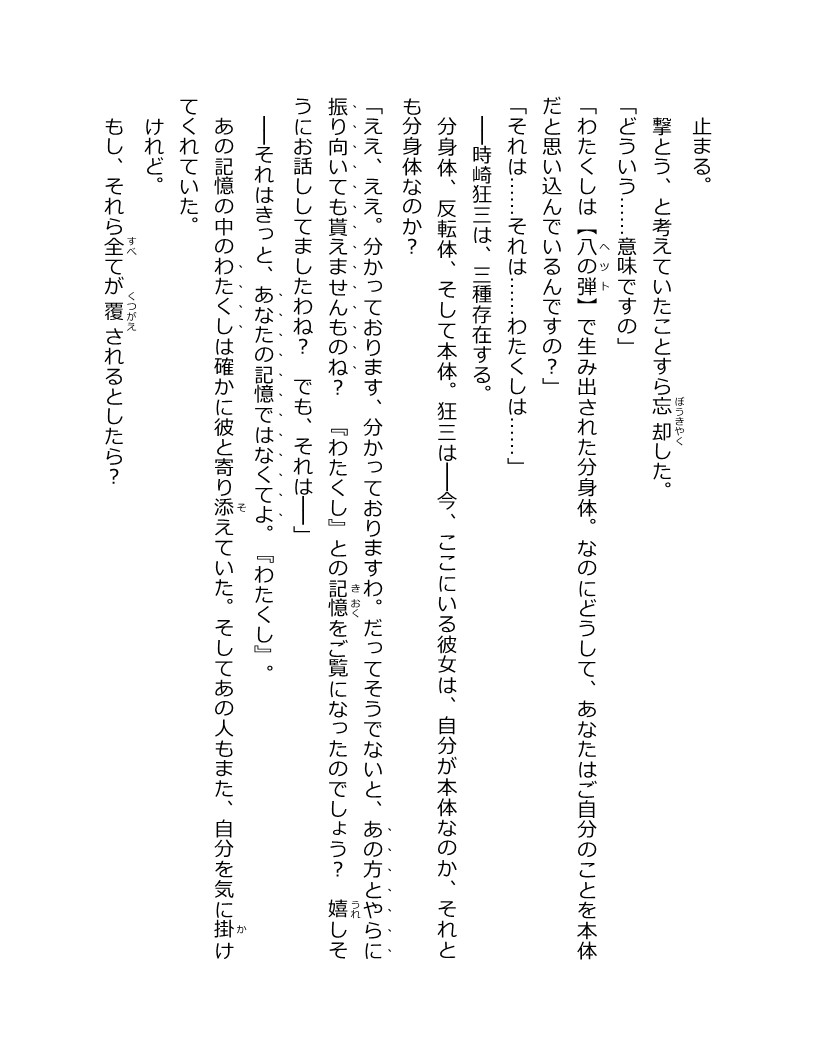 止まる。
撃とう、と考えていたことすら忘却した。
「どういう……意味ですの」
「わたくしは【八の弾】で生み出された分身体。なのにどうして、あなたはご自分のことを本体
だと思い込んでいるんですの？」
「それは……それは……わたくしは……」
――時崎狂三は、三種存在する。
分身体、反転体、そして本体。狂三は――今、ここにいる彼女は、自分が本体なのか、それと
も分身体なのか？
「ええ、ええ。分かっております、分かっておりますわ。だってそうでないと、あの方とやらに
振り向いても貰えませんものね？　『わたくし』との記憶をご覧になったのでしょう？　嬉しそ
うにお話ししてましたわね？　でも、それは――」
――それはきっと、あなたの記憶ではなくてよ。『わたくし』。
あの記憶の中のわたくしは確かに彼と寄り添えていた。そしてあの人もまた、自分を気に掛け
てくれていた。
けれど。
もし、それら全てが覆されるとしたら？